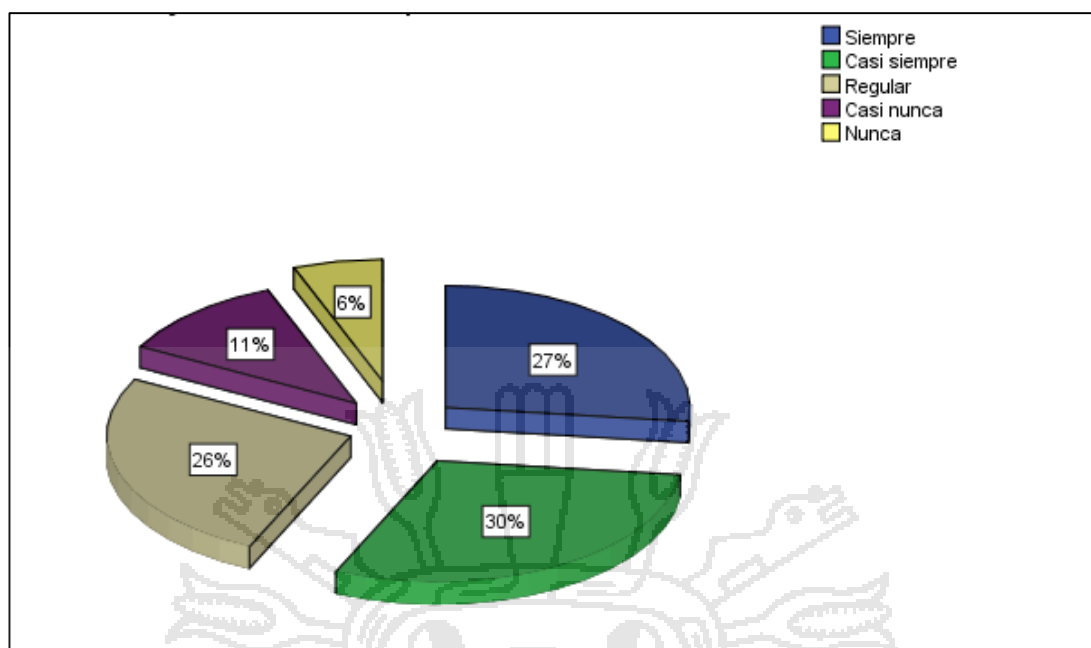 Siempre
Casi siempre
Regular
Casi nunca
Nunca
6%
27%
11%
26%
30%